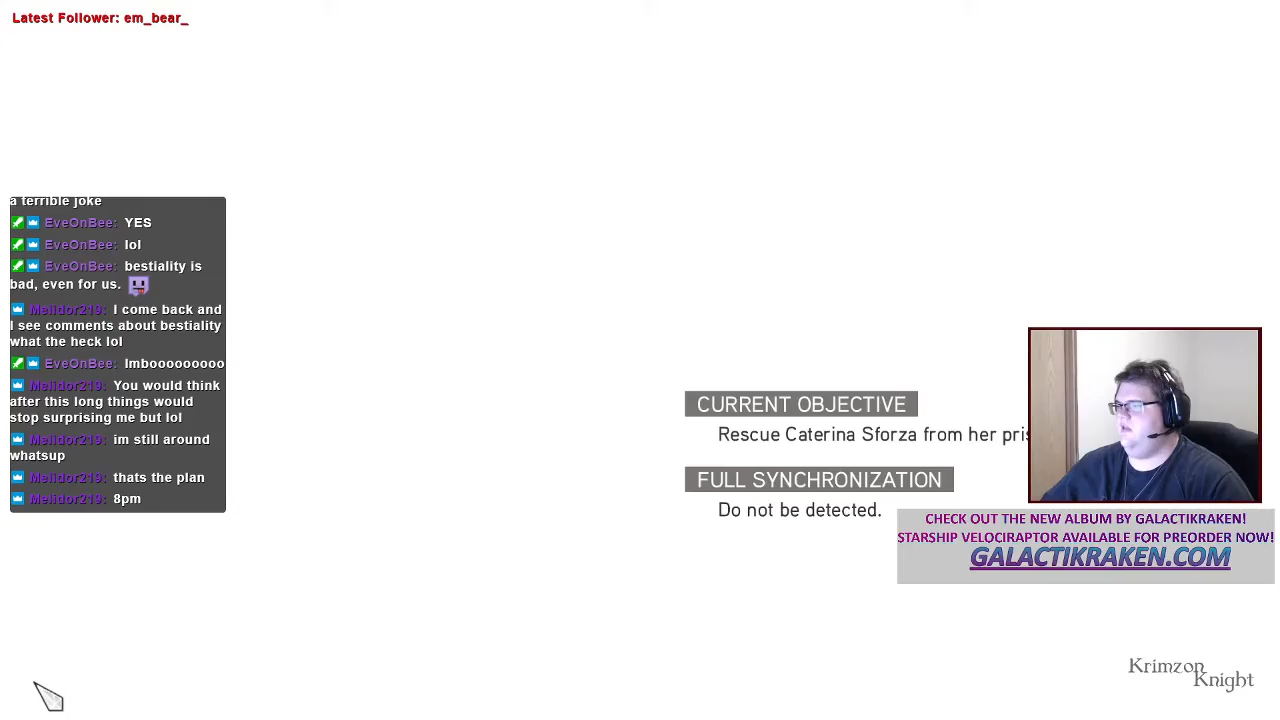 Latest Follower: em_bear_
a terrible joke
EveOnBee: YES
EveOnBee: lol
EveOnBee: bestiality is
bad, even for us.
Melidor219: I come back and
I see comments about bestiality
what the heck lol
EveOnBee: lmbooooooooo
Melidor219: You would think
after this long things would
stop surprising me but lol
Melidor219: im still around
whatsup
Melidor219: thats the plan
Melidor219: 8pm
CURRENT OBJECTIVE
Rescue Caterina Sforza from her pris
FULL SYNCHRONIZATION
Do not be detected.
CHECK OUT THE NEW ALBUM BY GALACTIKRAKEN!
STARSHIP VELOCIRAPTOR AVAILABLE FOR PREORDER NOW!
GALACTIKRAKEN.COM
Krimzon
Knight